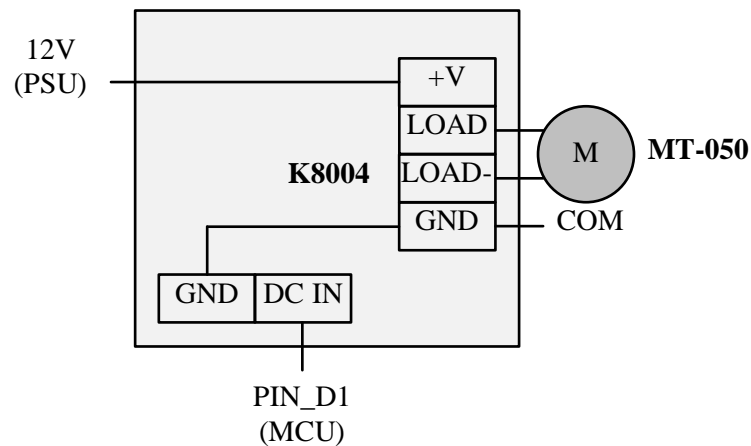 12V
(PSU)
+V
LOAD
M
MT-050
K8004
LOAD-
GND
COM
GND
DC IN
PIN_D1
(MCU)